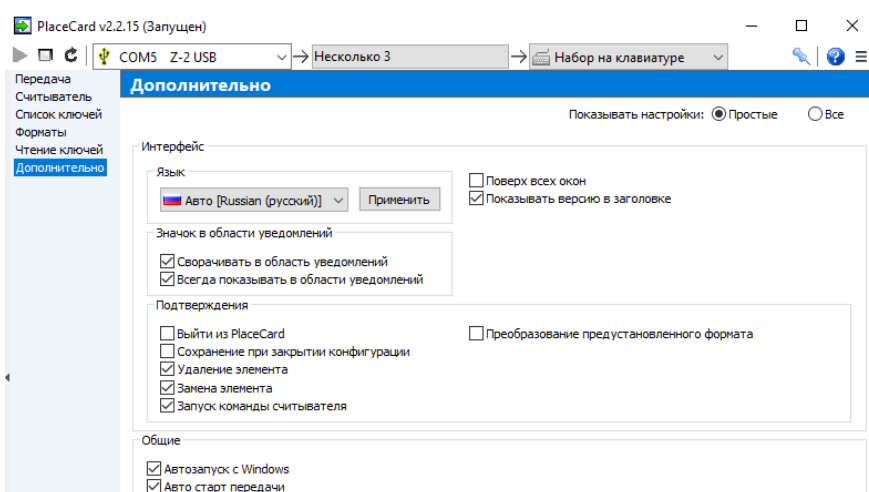 PlaceCard v2.2.15 (Запущен)
COM5 Z-2 USB
Несколько 3
Набор на клавиатуре
Передача
Считыватель
Список ключей
Форматы
Чтение ключей
Дополнительно
Дополнительно
Показывать настройки: Простые Все
Интерфейс
Язык
Авто [Russian (русский)]
Применить
Поверх всех окон
Показывать версию в заголовке
Значок в области уведомлений
Сворачивать в область уведомлений
Всегда показывать в области уведомлений
Подтверждения
Выйти из PlaceCard
Преобразование предустановленного формата
Сохранение при закрытии конфигурации
Удаление элемента
Замена элемента
Запуск команды считывателя
Общие
Автозапуск с Windows
Авто старт передачи